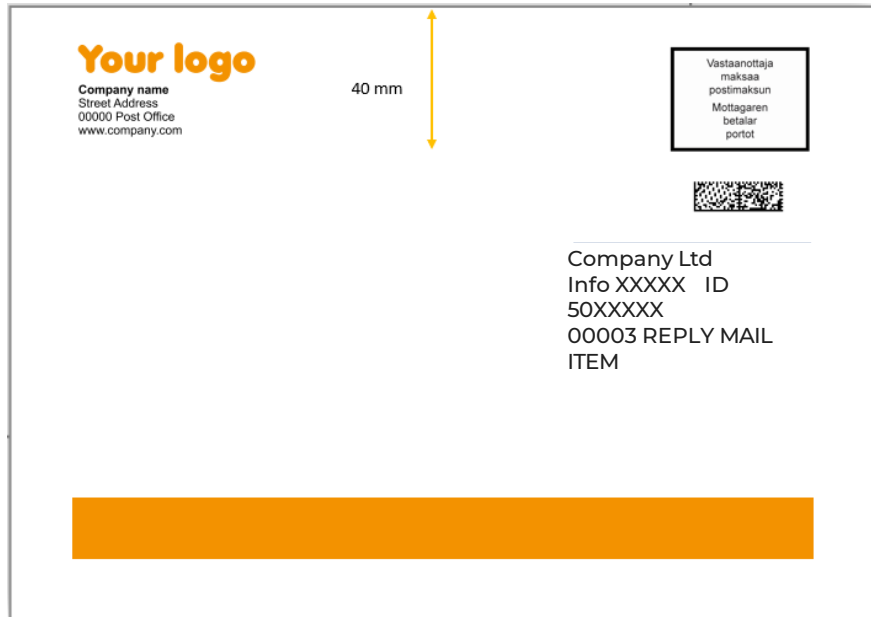 Your logo
Company name
Street Address
00000 Post Office
www.company.com
40 mm
Vastaanottaja
maksaa
postimaksun
Mottagaren
betalar
portot
Company Ltd
Info XXXXX ID
50XXXXX
00003 REPLY MAIL
ITEM